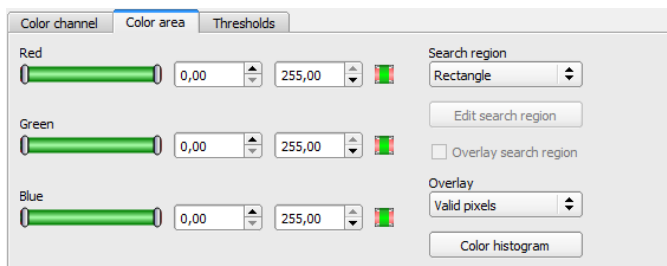 Color channel Color area Thresholds
Red
0,00 255,00
Green
0,00 255,00
Blue
0,00 255,00
Search region
Rectangle
Edit search region
Overlay search region
Overlay
Valid pixels
Color histogram